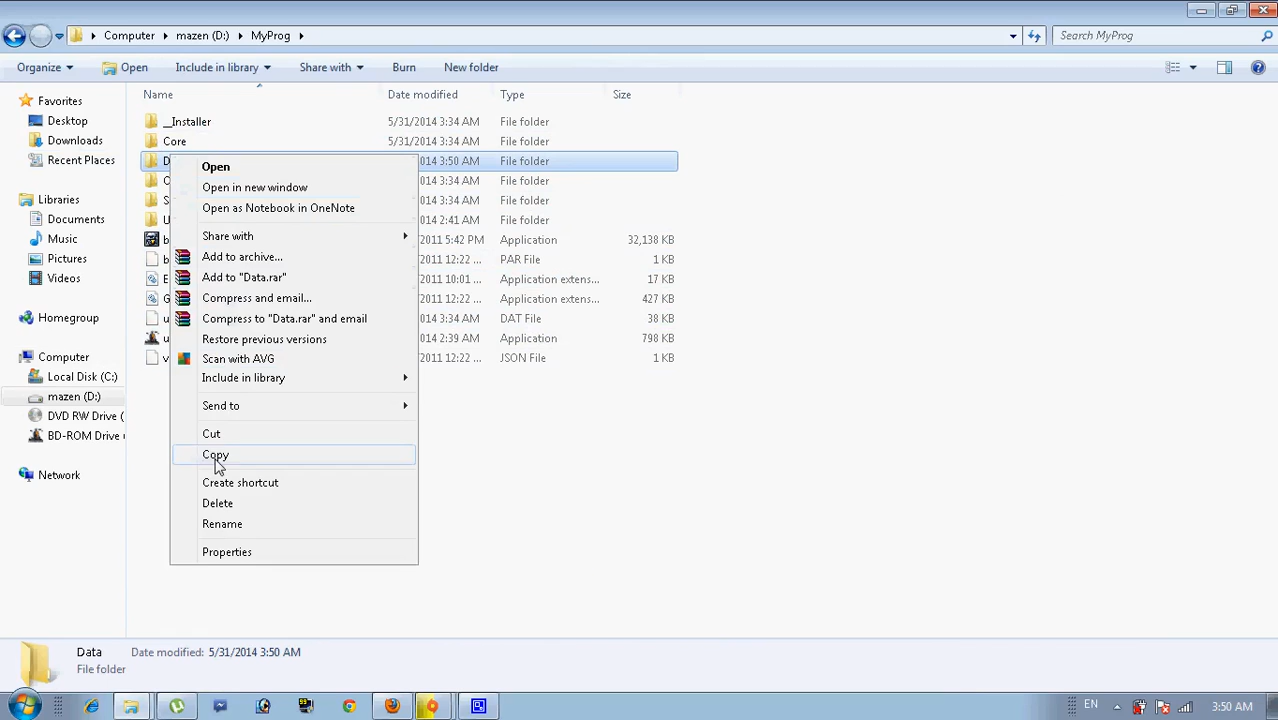 Computer ▸ mazen (D:) ▸ MyProg ▸
Search MyProg
Organize Open Include in library Share with Burn New folder
Name Date modified Type Size
Favorites
Desktop
Downloads
Recent Places
Libraries
Documents
Music
Pictures
Videos
Homegroup
Computer
Local Disk (C:)
mazen (D:)
DVD RW Drive (
BD-ROM Drive
Network
__Installer 5/31/2014 3:34 AM File folder
Core 5/31/2014 3:34 AM File folder
D 014 3:50 AM File folder
014 3:34 AM File folder
S 014 3:34 AM File folder
U 014 2:41 AM File folder
b 2011 5:42 PM Application 32,138 KB
b 2011 12:22 ... PAR File 1 KB
E 2011 10:01 ... Application extens... 17 KB
G 2011 12:22 ... Application extens... 427 KB
u 014 3:34 AM DAT File 38 KB
u 014 2:39 AM Application 798 KB
v 2011 12:22 ... JSON File 1 KB
Open
Open in new window
Open as Notebook in OneNote
Share with
Add to archive...
Add to "Data.rar"
Compress and email...
Compress to "Data.rar" and email
Restore previous versions
Scan with AVG
Include in library
Send to
Cut
Copy
Create shortcut
Delete
Rename
Properties
Data Date modified: 5/31/2014 3:50 AM
File folder
EN 3:50 AM